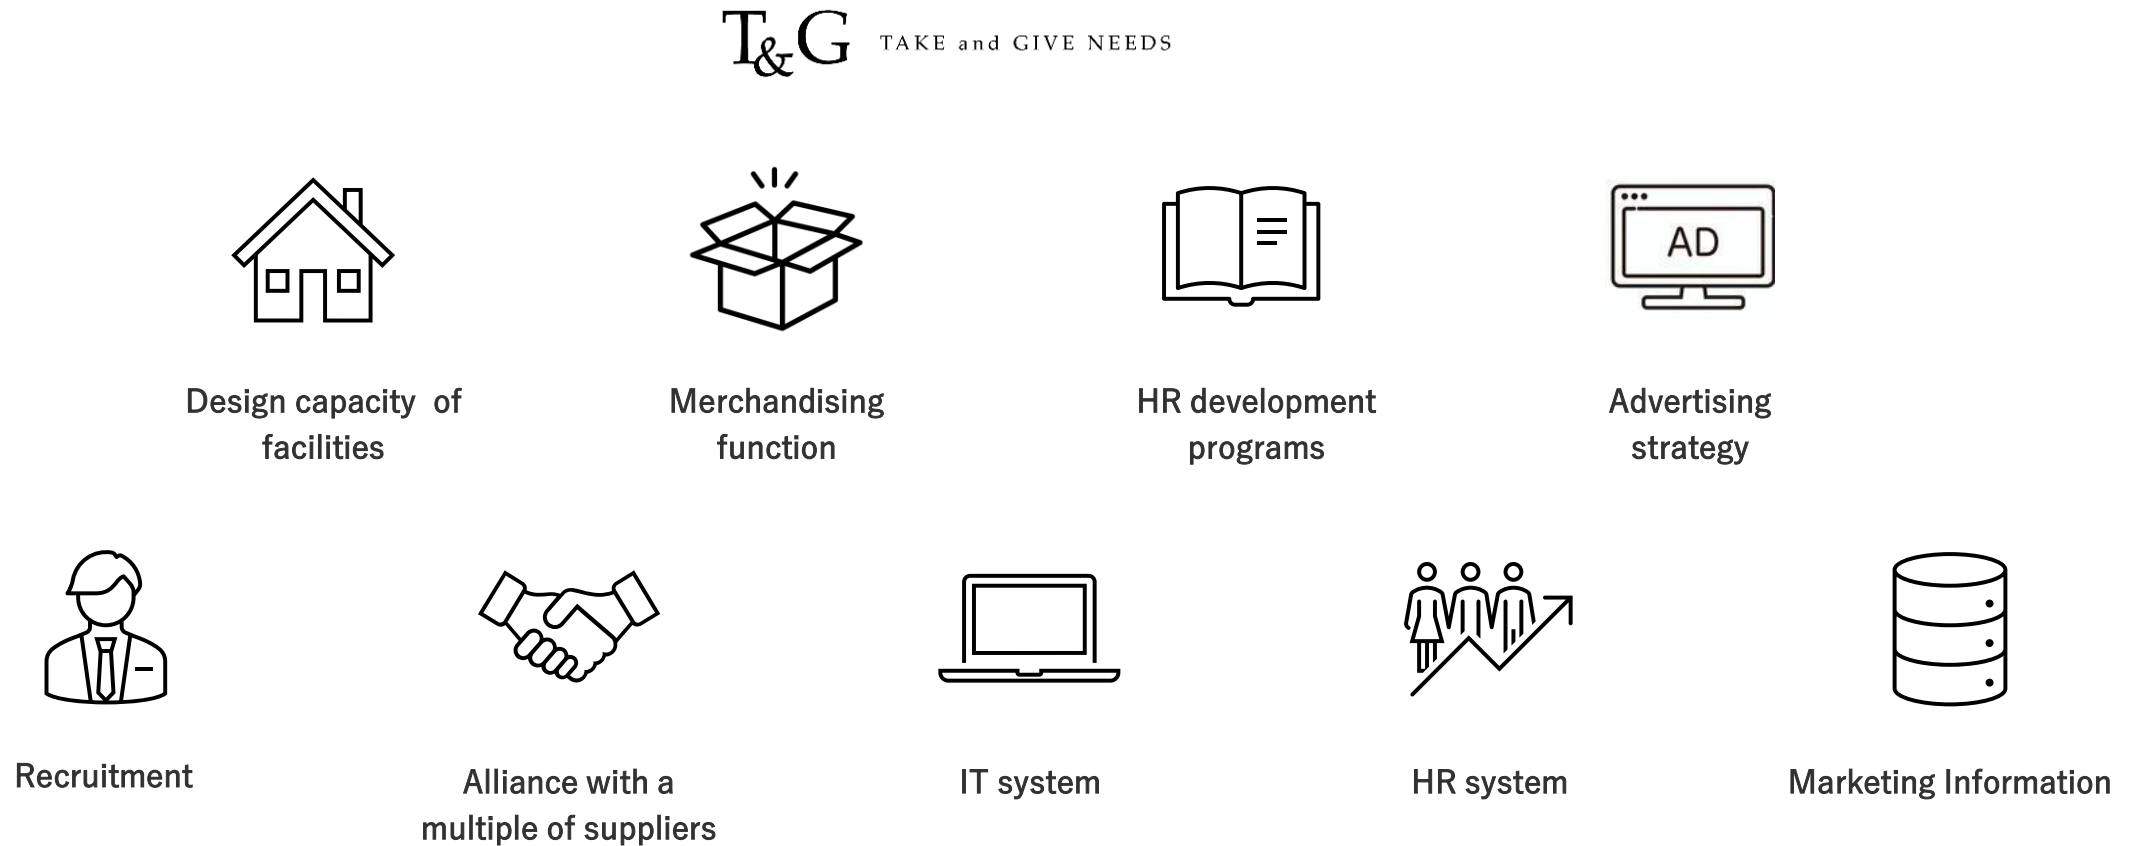 T&G TAKE and GIVE NEEDS
AD
Design capacity of
facilities
Merchandising
function
HR development
programs
Advertising
strategy
Recruitment
Alliance with a
multiple of suppliers
IT system
HR system
Marketing Information